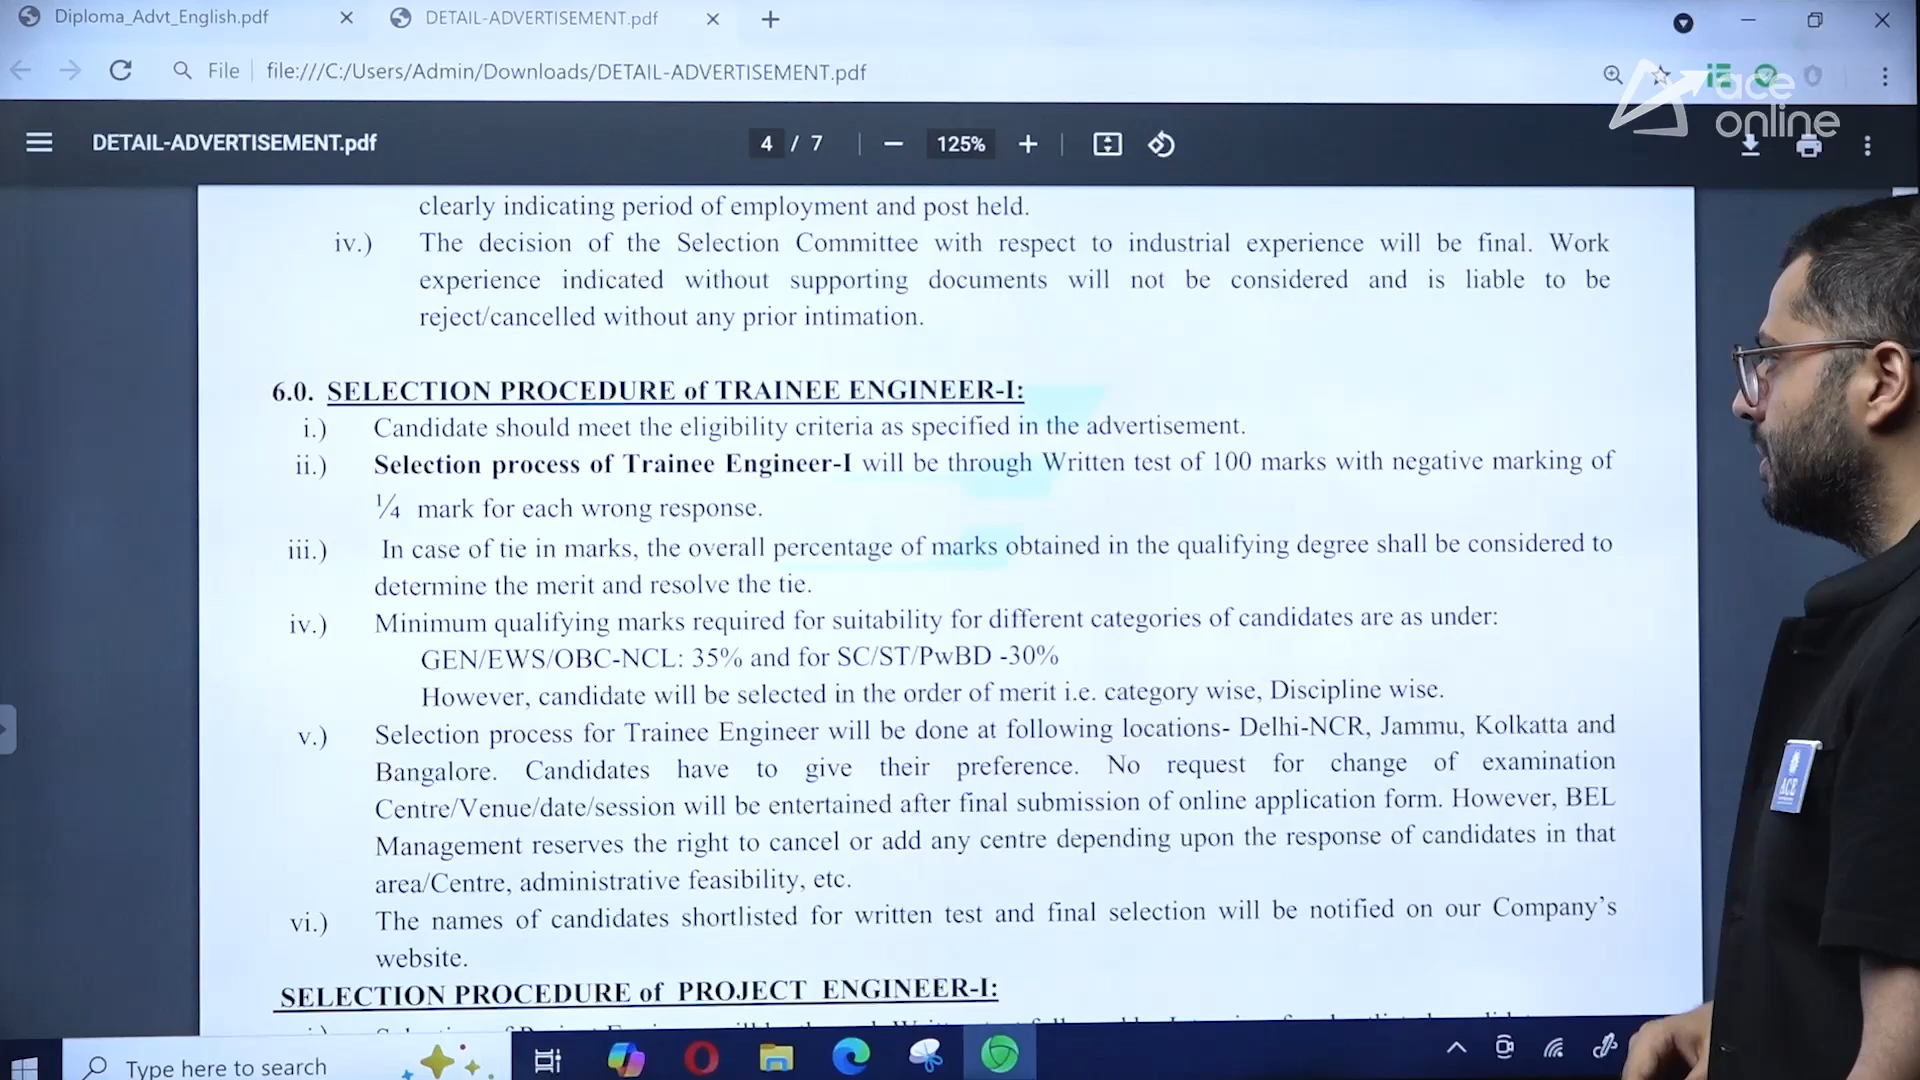 Diploma_Advt_English.pdf
DETAIL-ADVERTISEMENT.pdf
File
file:///C:/Users/Admin/Downloads/DETAIL-ADVERTISEMENT.pdf
ace
online
DETAIL-ADVERTISEMENT.pdf
4 / 7
125%
clearly indicating period of employment and post held.
iv.) The decision of the Selection Committee with respect to industrial experience will be final. Work
experience indicated without supporting documents will not be considered and is liable to be
reject/cancelled without any prior intimation.
6.0. SELECTION PROCEDURE of TRAINEE ENGINEER-I:
i.) Candidate should meet the eligibility criteria as specified in the advertisement.
ii.) Selection process of Trainee Engineer-I will be through Written test of 100 marks with negative marking of
¼ mark for each wrong response.
iii.) In case of tie in marks, the overall percentage of marks obtained in the qualifying degree shall be considered to
determine the merit and resolve the tie.
iv.) Minimum qualifying marks required for suitability for different categories of candidates are as under:
GEN/EWS/OBC-NCL: 35% and for SC/ST/PwBD -30%
However, candidate will be selected in the order of merit i.e. category wise, Discipline wise.
v.) Selection process for Trainee Engineer will be done at following locations- Delhi-NCR, Jammu, Kolkatta and
Bangalore. Candidates have to give their preference. No request for change of examination
Centre/Venue/date/session will be entertained after final submission of online application form. However, BEL
Management reserves the right to cancel or add any centre depending upon the response of candidates in that
area/Centre, administrative feasibility, etc.
vi.) The names of candidates shortlisted for written test and final selection will be notified on our Company's
website.
SELECTION PROCEDURE of PROJECT ENGINEER-I:
ACE
Type here to search